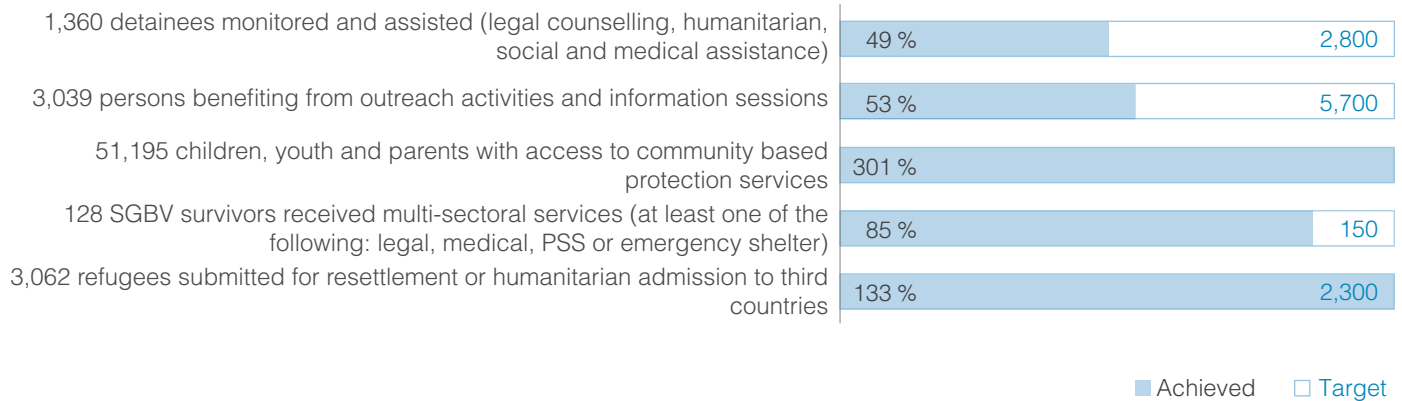 1,360 detainees monitored and assisted (legal counselling, humanitarian,
social and medical assistance)
49 %
2,800
3,039 persons benefiting from outreach activities and information sessions
53 %
5,700
51,195 children, youth and parents with access to community based
protection services
301 %
128 SGBV survivors received multi-sectoral services (at least one of the
following: legal, medical, PSS or emergency shelter)
85 %
150
3,062 refugees submitted for resettlement or humanitarian admission to third
countries
133 %
2,300
Achieved
Target